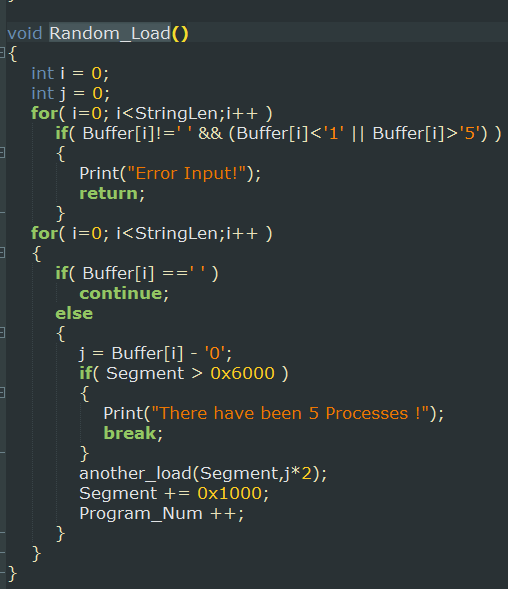 void Random_Load()
{
int i = 0;
int j = 0;
for( i=0; i<StringLen;i++ )
if( Buffer[i]!=' ' && (Buffer[i]<'1' || Buffer[i]>'5') )
{
Print("Error Input!");
return;
}
for( i=0; i<StringLen;i++ )
{
if( Buffer[i] ==' ' )
continue;
else
{
j = Buffer[i] - '0';
if( Segment > 0x6000 )
{
Print("There have been 5 Processes !");
break;
}
another_load(Segment,j*2);
Segment += 0x1000;
Program_Num ++;
}
}
}